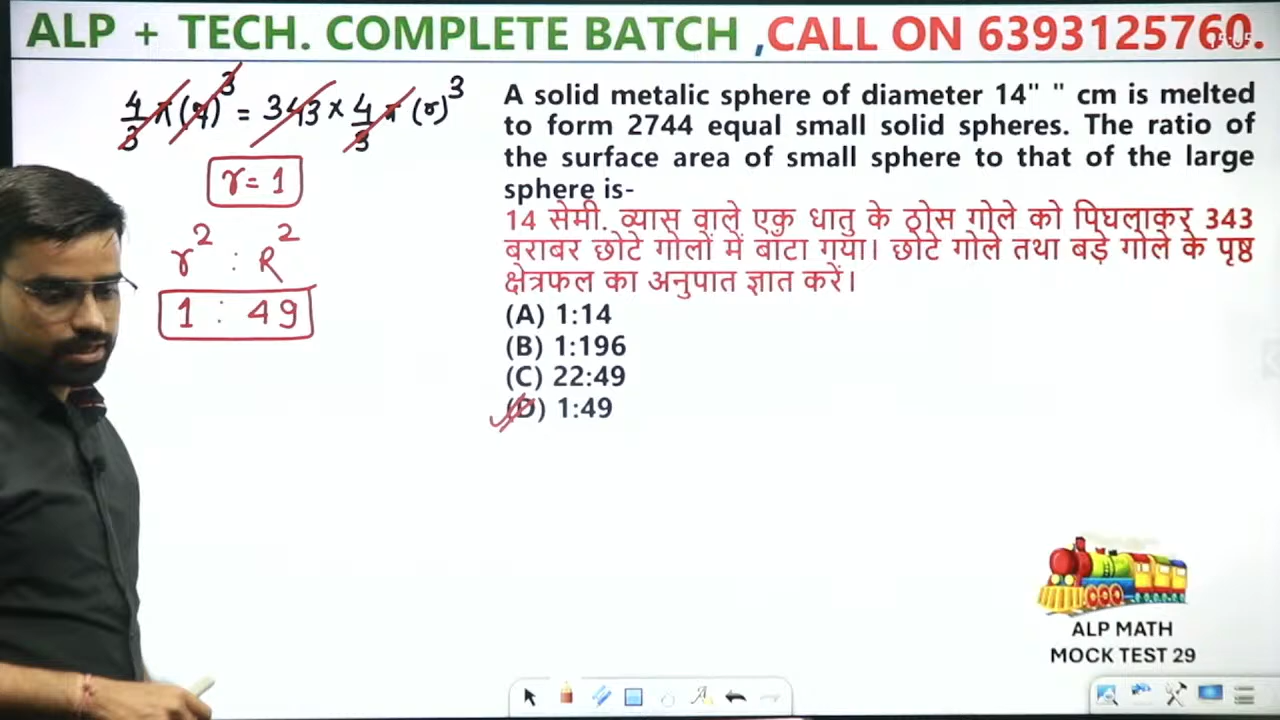 ALP + TECH. COMPLETE BATCH ,CALL ON 6393125760.
4/3 π (7)³ = 343 × 4/3 π (r)³
r = 1
r² : R²
1 : 49
A solid metalic sphere of diameter 14" " cm is melted
to form 2744 equal small solid spheres. The ratio of
the surface area of small sphere to that of the large
sphere is-
14 सेमी. व्यास वाले एक धातु के ठोस गोले को पिघलाकर 343
बराबर छोटे गोलों में बांटा गया। छोटे गोले तथा बड़े गोले के पृष्ठ
क्षेत्रफल का अनुपात ज्ञात करें।
(A) 1:14
(B) 1:196
(C) 22:49
(D) 1:49
ALP MATH
MOCK TEST 29